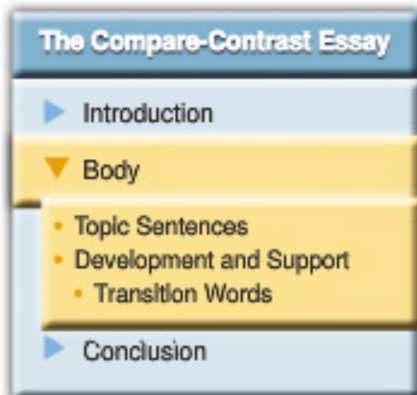 The Compare-Contrast Essay
Introduction
Body
Topic Sentences
Development and Support
Transition Words
Conclusion